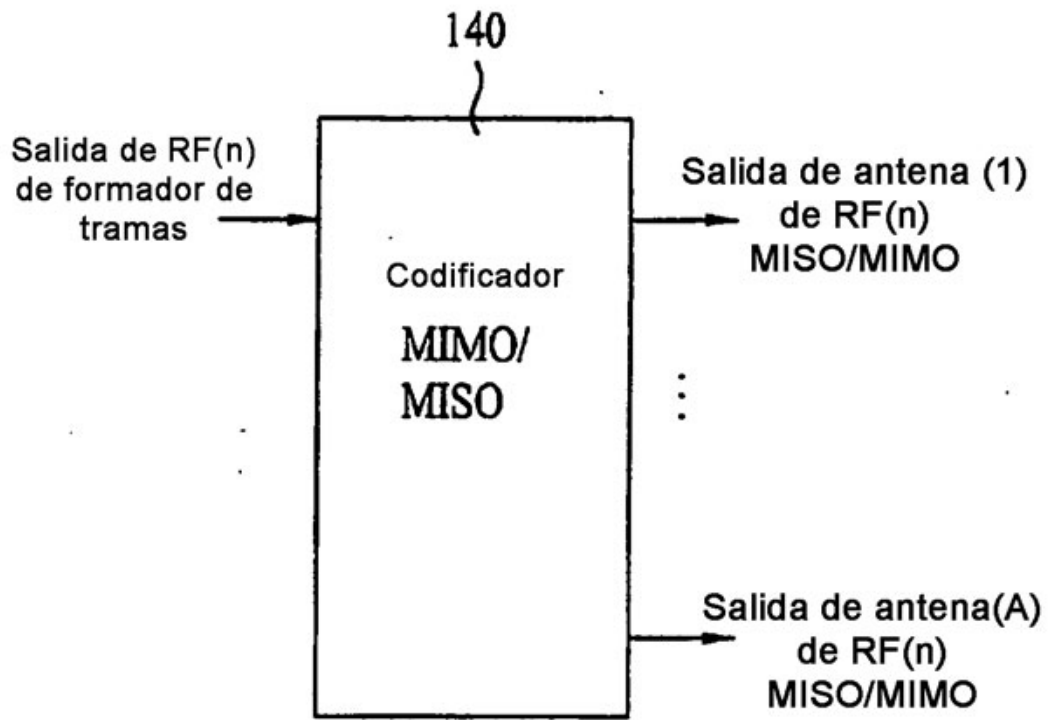 140
Salida de RF(n)
de formador de
tramas
Codificador
MIMO/
MISO
Salida de antena (1)
de RF(n)
MISO/MIMO
Salida de antena(A)
de RF(n)
MISO/MIMO